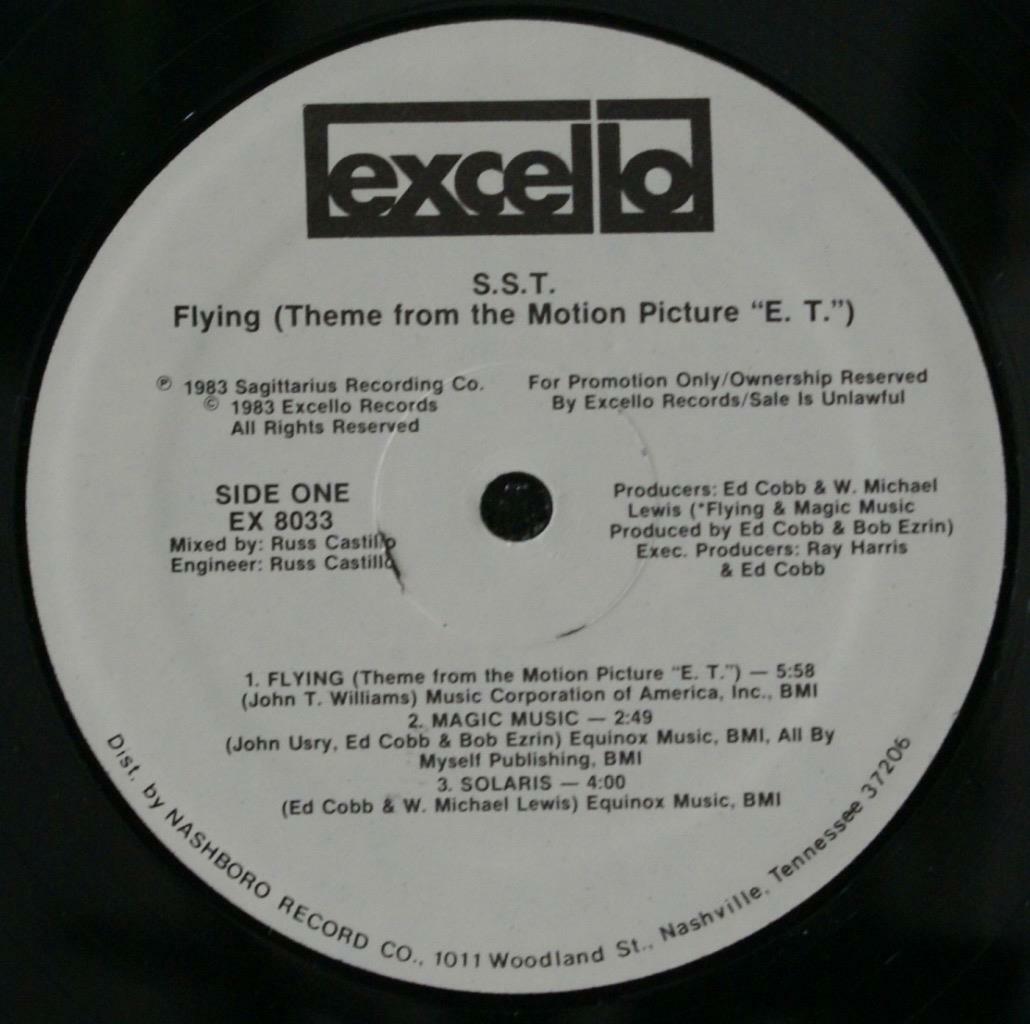 excello
S.S.T.
Flying (Theme from the Motion Picture “E. T.”)
℗ 1983 Sagittarius Recording Co.
© 1983 Excello Records
All Rights Reserved
For Promotion Only/Ownership Reserved
By Excello Records/Sale Is Unlawful
SIDE ONE
EX 8033
Mixed by: Russ Castillo
Engineer: Russ Castillo
Producers: Ed Cobb & W. Michael
Lewis (*Flying & Magic Music
Produced by Ed Cobb & Bob Ezrin)
Exec. Producers: Ray Harris
& Ed Cobb
1. FLYING (Theme from the Motion Picture “E. T.”) — 5:58
(John T. Williams) Music Corporation of America, Inc., BMI
2. MAGIC MUSIC — 2:49
(John Usry, Ed Cobb & Bob Ezrin) Equinox Music, BMI, All By
Myself Publishing, BMI
3. SOLARIS — 4:00
(Ed Cobb & W. Michael Lewis) Equinox Music, BMI
Dist. by NASHBORO RECORD CO., 1011 Woodland St., Nashville, Tennessee 37206